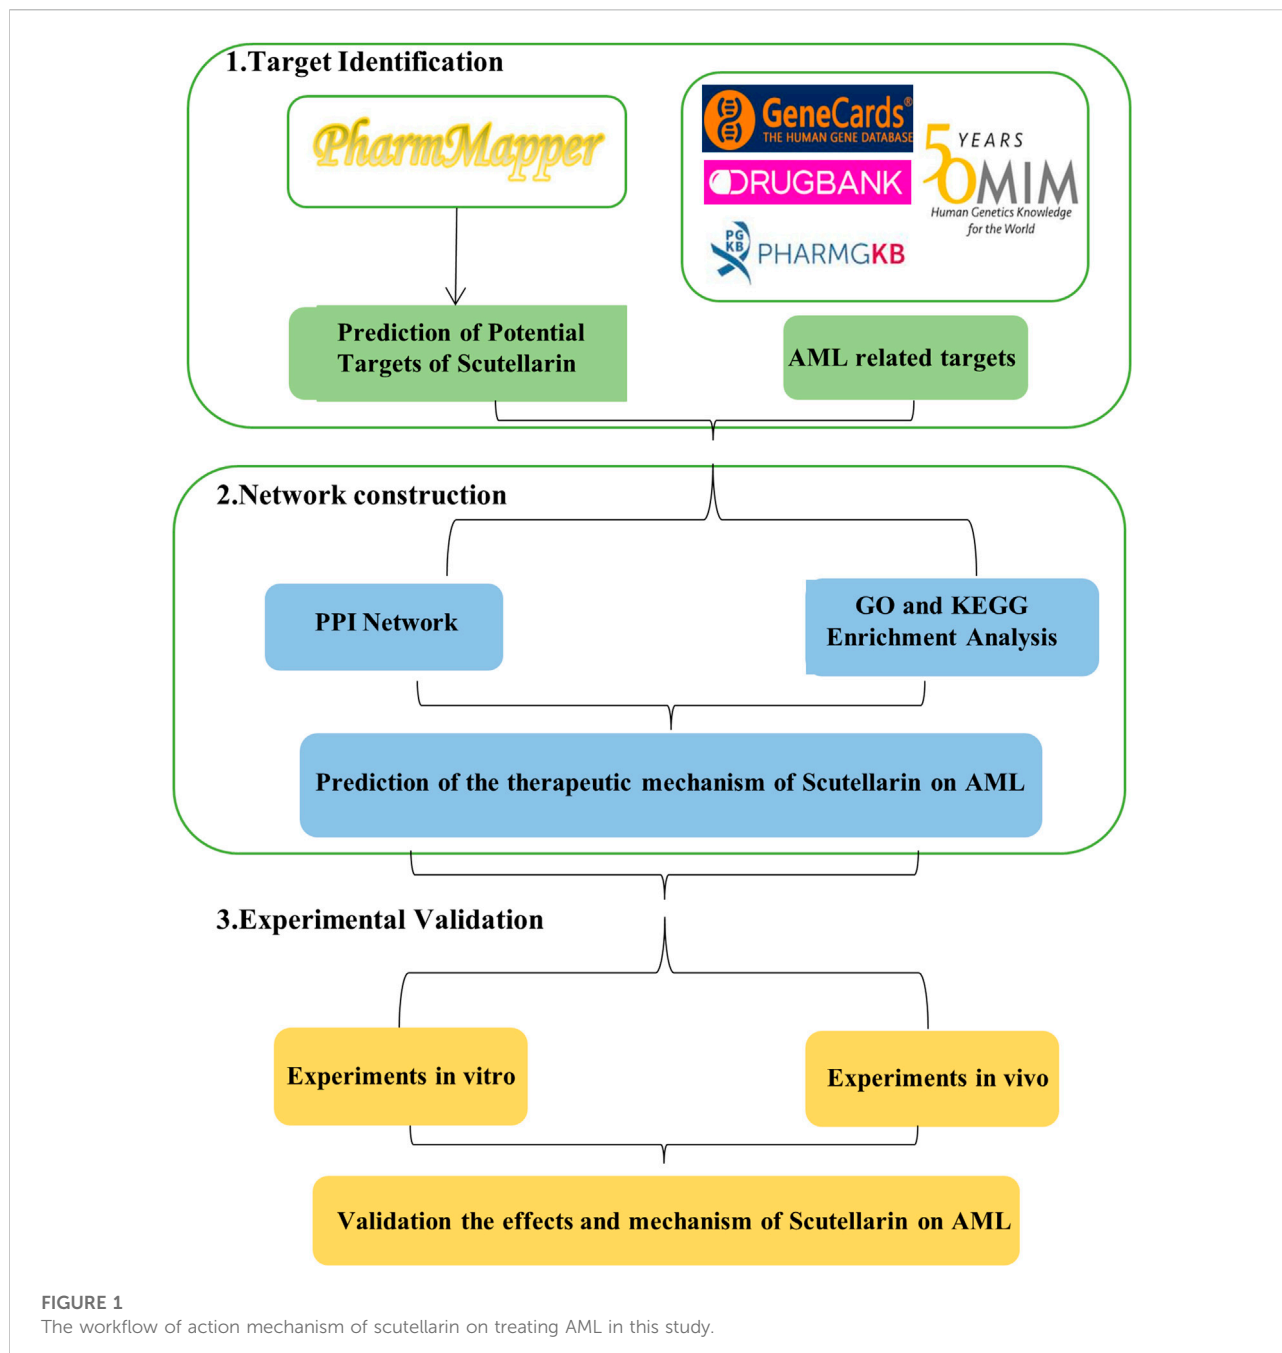 1.Target Identification
PharmMapper
GeneCards®
THE HUMAN GENE DATABASE
DRUGBANK
PG
KB
PHARMGKB
50 YEARS
OMIM
Human Genetics Knowledge
for the World
Prediction of Potential
Targets of Scutellarin
AML related targets
2.Network construction
PPI Network
GO and KEGG
Enrichment Analysis
Prediction of the therapeutic mechanism of Scutellarin on AML
3.Experimental Validation
Experiments in vitro
Experiments in vivo
Validation the effects and mechanism of Scutellarin on AML
FIGURE 1
The workflow of action mechanism of scutellarin on treating AML in this study.